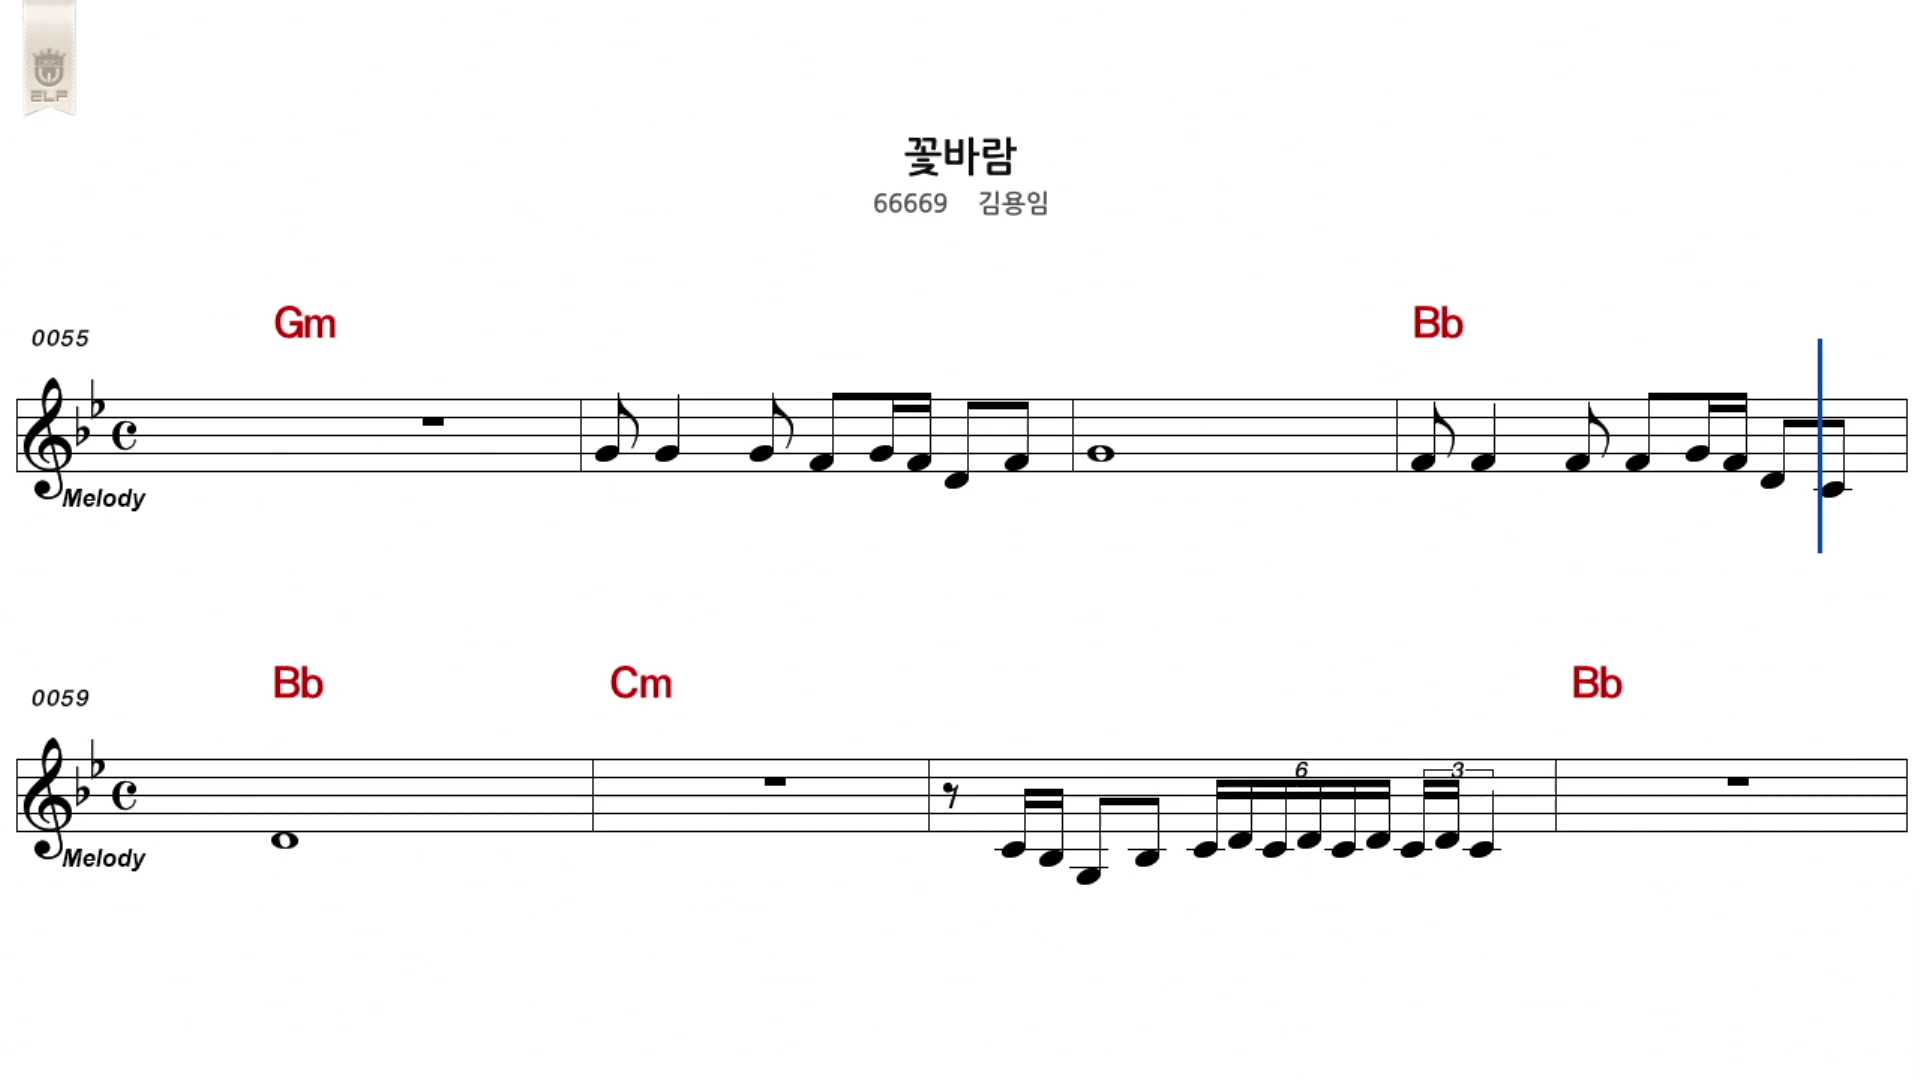 ELF
꽃바람
66669 김용임
Gm Bb
0055
Melody
Bb Cm Bb
0059
6 3
Melody